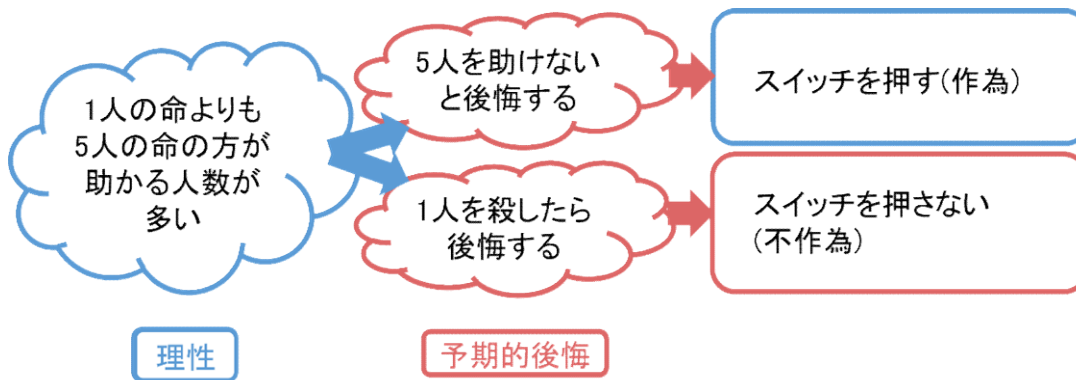 1人の命よりも
5人の命の方が
助かる人数が
多い
5人を助けない
と後悔する
スイッチを押す(作為)
1人を殺したら
後悔する
スイッチを押さない
(不作為)
理性
予期的後悔